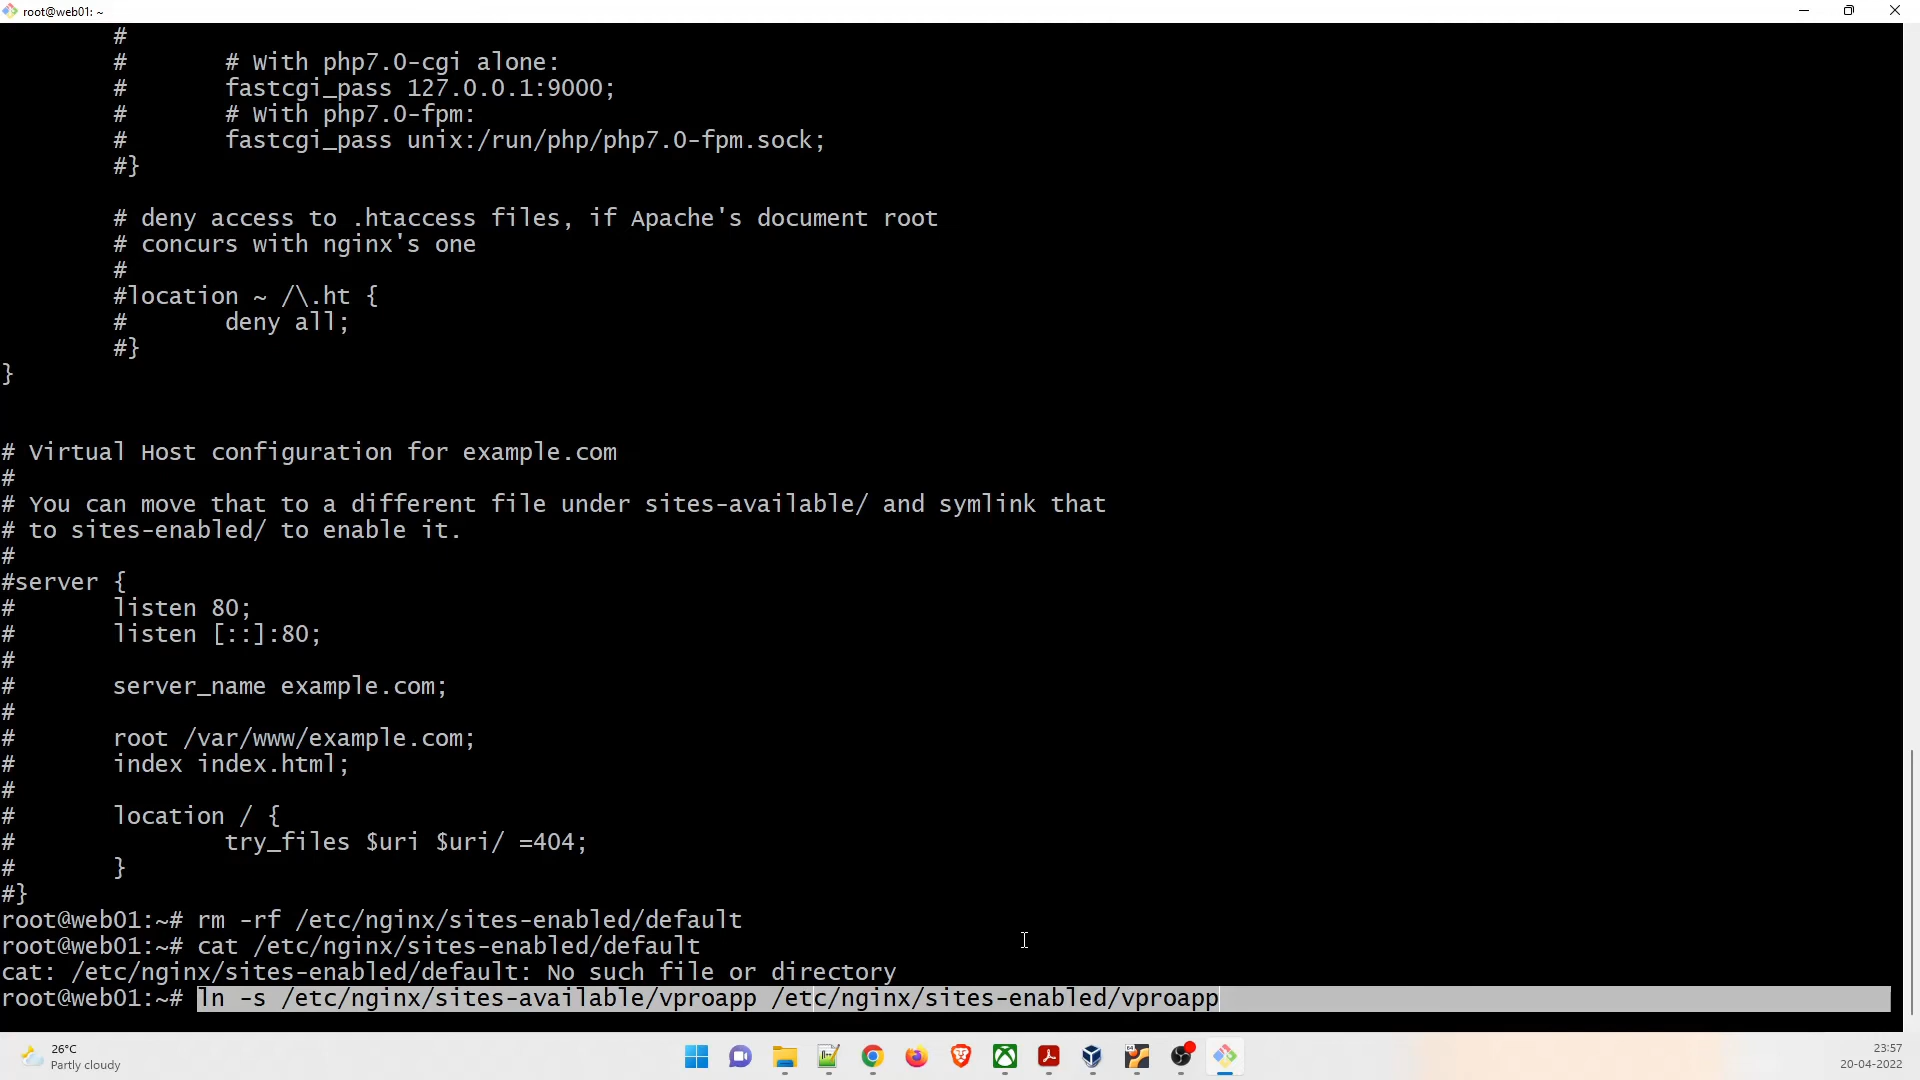 root@web01: ~
#
#       # With php7.0-cgi alone:
#       fastcgi_pass 127.0.0.1:9000;
#       # With php7.0-fpm:
#       fastcgi_pass unix:/run/php/php7.0-fpm.sock;
#}
# deny access to .htaccess files, if Apache's document root
# concurs with nginx's one
#
#location ~ /\.ht {
#       deny all;
#}
}
# Virtual Host configuration for example.com
#
# You can move that to a different file under sites-available/ and symlink that
# to sites-enabled/ to enable it.
#
#server {
#       listen 80;
#       listen [::]:80;
#
#       server_name example.com;
#
#       root /var/www/example.com;
#       index index.html;
#
#       location / {
#               try_files $uri $uri/ =404;
#       }
#}
root@web01:~# rm -rf /etc/nginx/sites-enabled/default
root@web01:~# cat /etc/nginx/sites-enabled/default
cat: /etc/nginx/sites-enabled/default: No such file or directory
root@web01:~# ln -s /etc/nginx/sites-available/vproapp /etc/nginx/sites-enabled/vproapp
26°C
Partly cloudy
23:57
20-04-2022